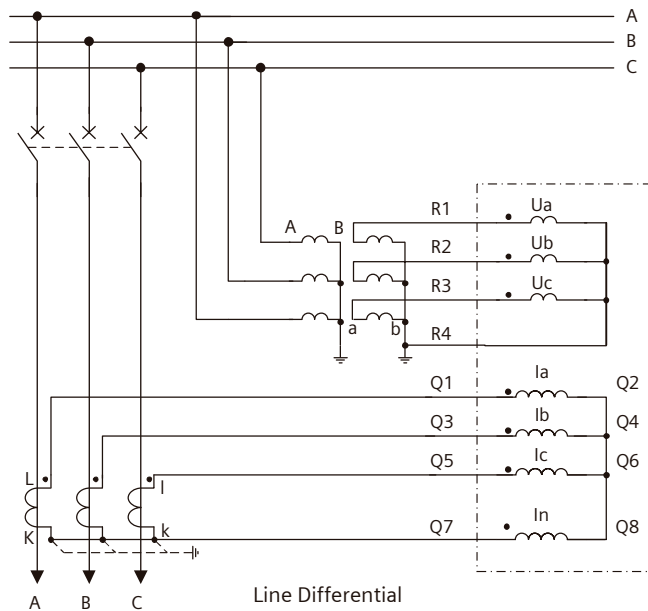 A
B
C
R1 Ua
A B
R2 Ub
R3 Uc
a b
R4
Q1 Ia Q2
Q3 Ib Q4
Q5 Ic Q6
L l
Q7 In Q8
K k
A B C
Line Differential